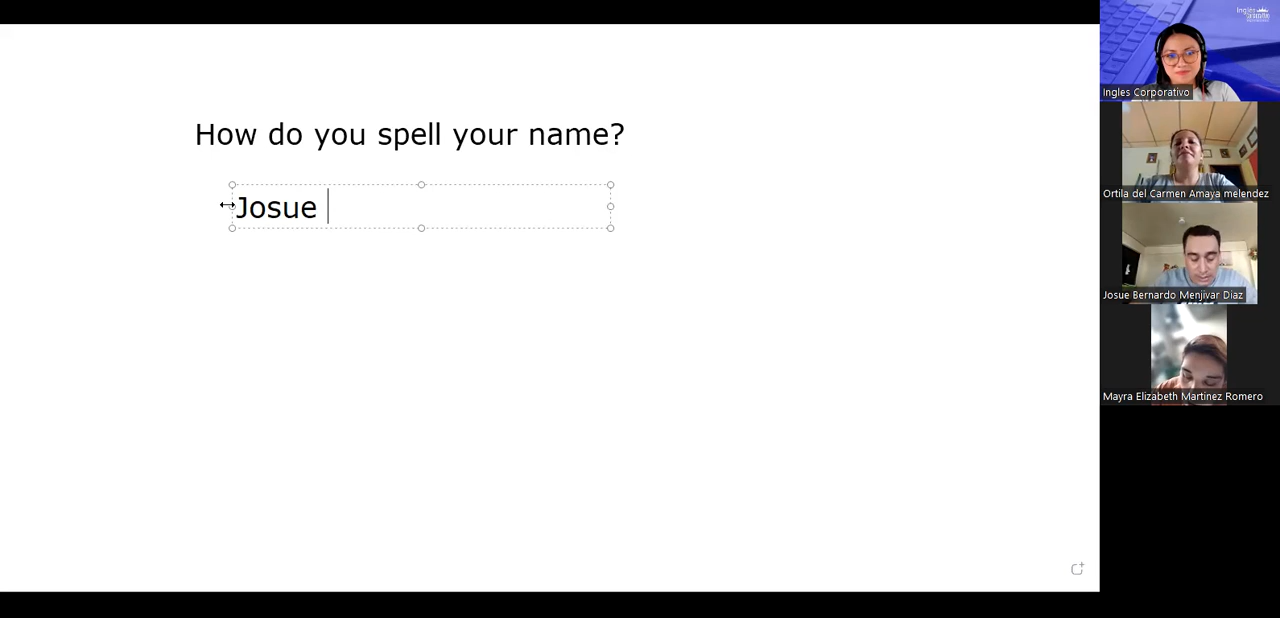 How do you spell your name?
Josue
Ingles
Ingles Corporativo
Ortila del Carmen Amaya melendez
Josue Bernardo Menjivar Diaz
Mayra Elizabeth Martinez Romero